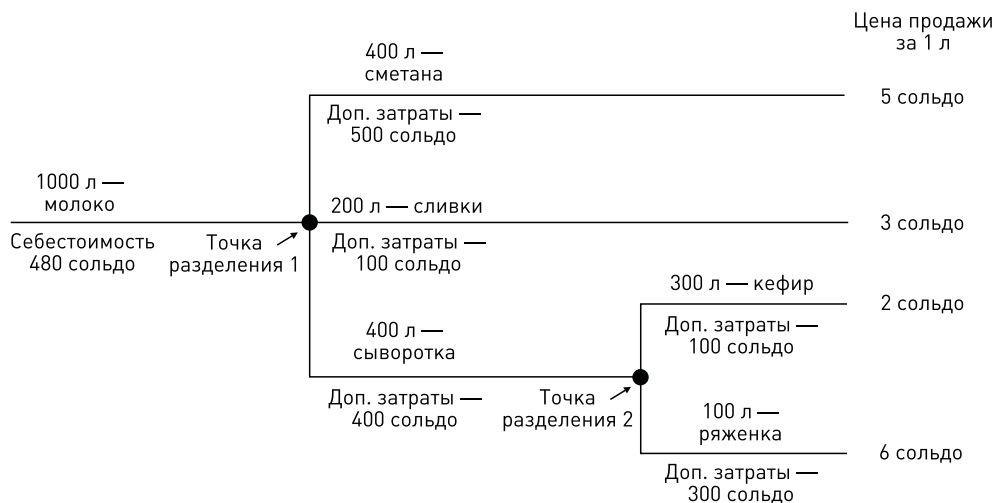 Цена продажи
за 1 л
400 л —
сметана
5 сольдо
Доп. затраты —
500 сольдо
1000 л —
молоко
200 л — сливки
3 сольдо
Себестоимость
480 сольдо
Точка
разделения 1
Доп. затраты —
100 сольдо
300 л — кефир
2 сольдо
Доп. затраты —
100 сольдо
400 л —
сыворотка
Доп. затраты —
400 сольдо
Точка
разделения 2
100 л —
ряженка
6 сольдо
Доп. затраты —
300 сольдо